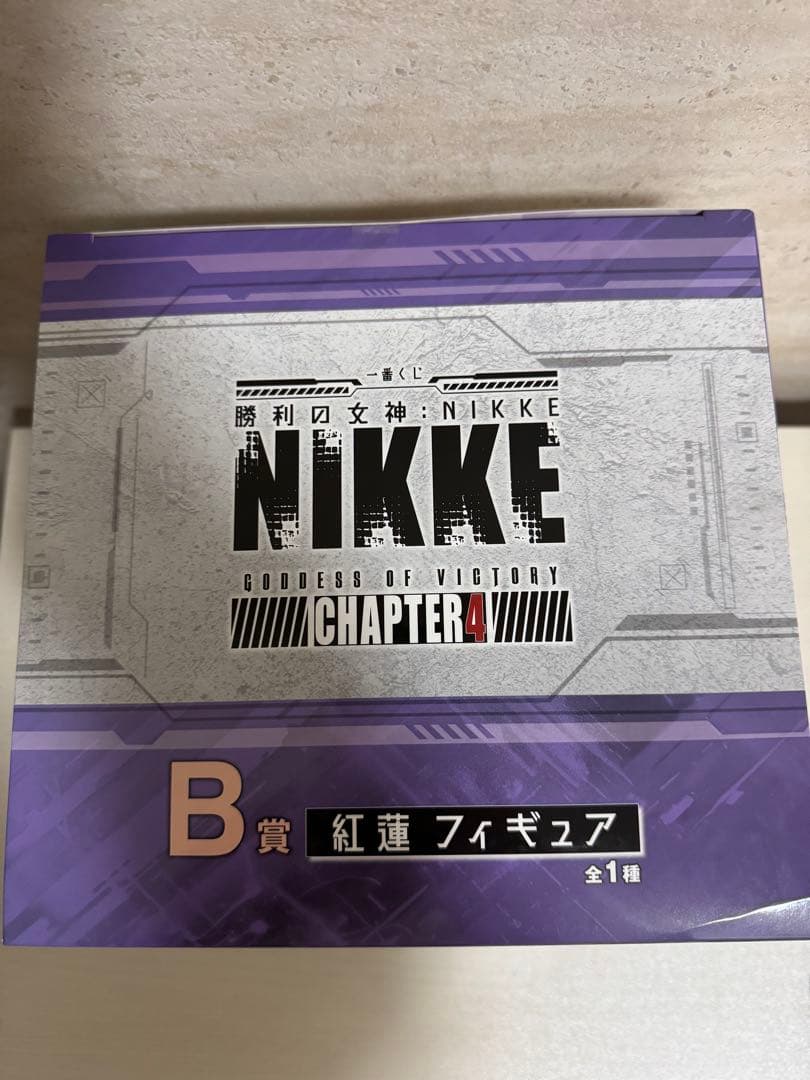 一番くじ
勝利の女神:NIKKE
NIKKE
GODDESS OF VICTORY
CHAPTER4
B賞 紅蓮 フィギュア
全1種